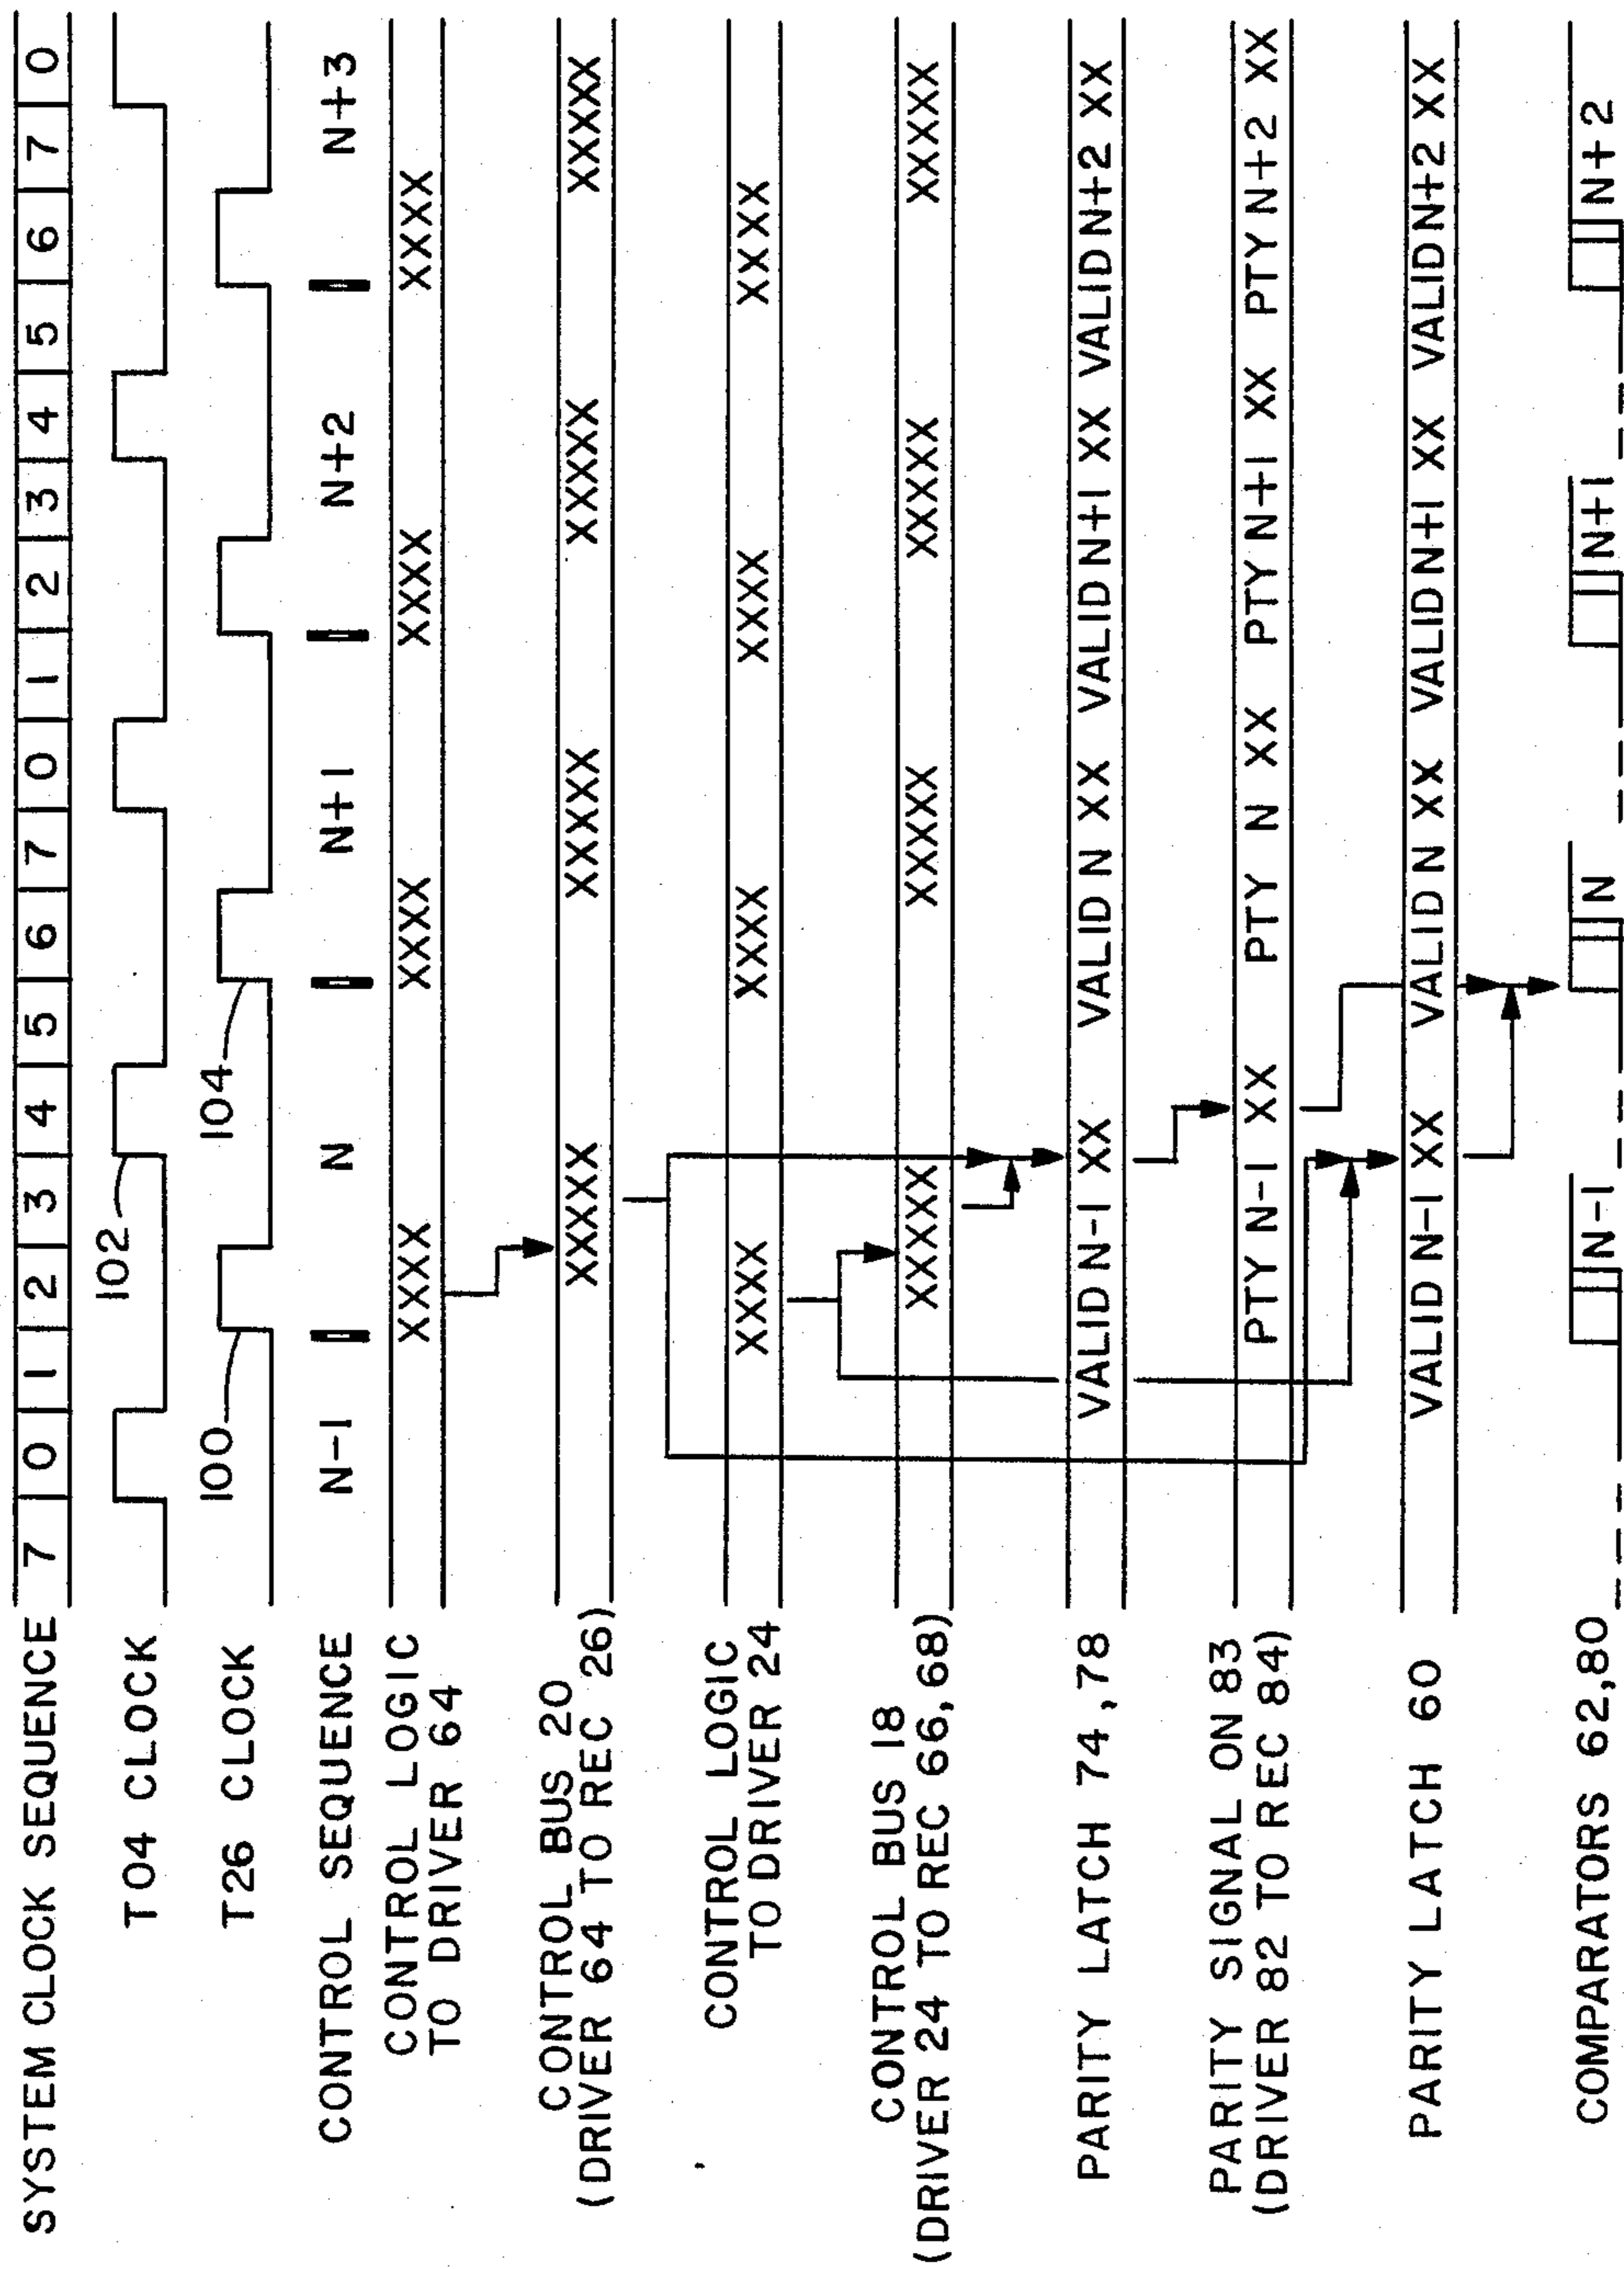 SYSTEM CLOCK SEQUENCE 7 0 1 2 3 4 5 6 7 0 1 2 3 4 5 6 7 0
T04 CLOCK 102
T26 CLOCK 100 104
CONTROL SEQUENCE N-1 N N+1 N+2 N+3
CONTROL LOGIC
TO DRIVER 64
XXXX XXXX XXXX XXXX
CONTROL BUS 20
(DRIVER 64 TO REC 26)
XXXXX XXXXX XXXXX XXXXX
CONTROL LOGIC
TO DRIVER 24
XXXX XXXX XXXX XXXX
CONTROL BUS 18
(DRIVER 24 TO REC 66,68)
XXXXX XXXXX XXXXX XXXXX
PARITY LATCH 74,78 VALID N-1 XX VALID N XX VALID N+1 XX VALID N+2 XX
PARITY SIGNAL ON 83
(DRIVER 82 TO REC 84)
PTY N-1 XX PTY N XX PTY N+1 XX PTY N+2 XX
PARITY LATCH 60 VALID N-1 XX VALID N XX VALID N+1 XX VALID N+2 XX
COMPARATORS 62,80 N-1 N N+1 N+2